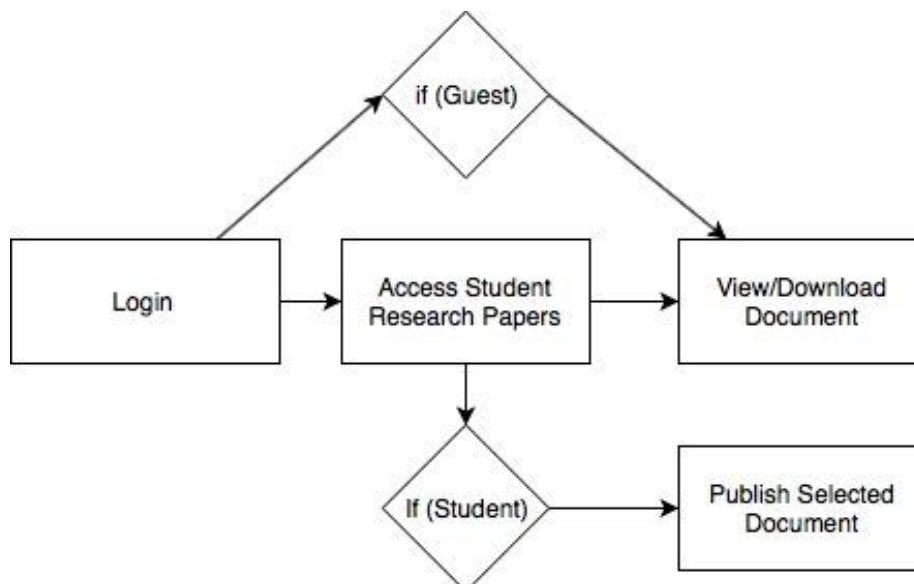 if (Guest)
Login
Access Student
Research Papers
View/Download
Document
If (Student)
Publish Selected
Document